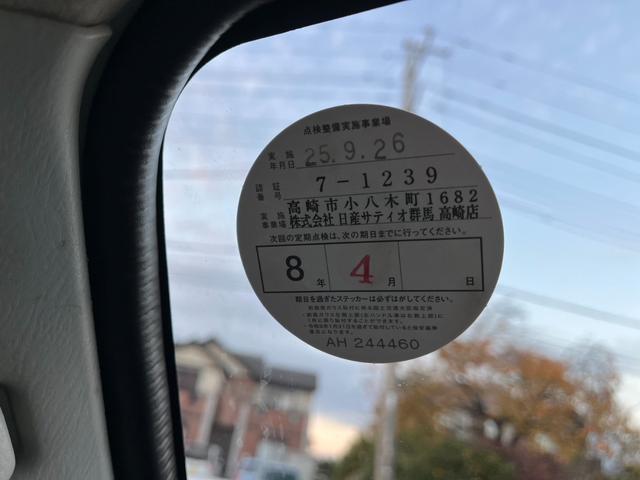 点検整備実施事業場
実施年月日 25.9.26
認証番号 7-1239
高崎市小八木町1682
実施事業場 株式会社 日産サティオ群馬 高崎店
次回の定期点検は、次の期日までに行ってください。
8年 4月 日
期日を過ぎたステッカーは必ずはがしてください。
AH 244460